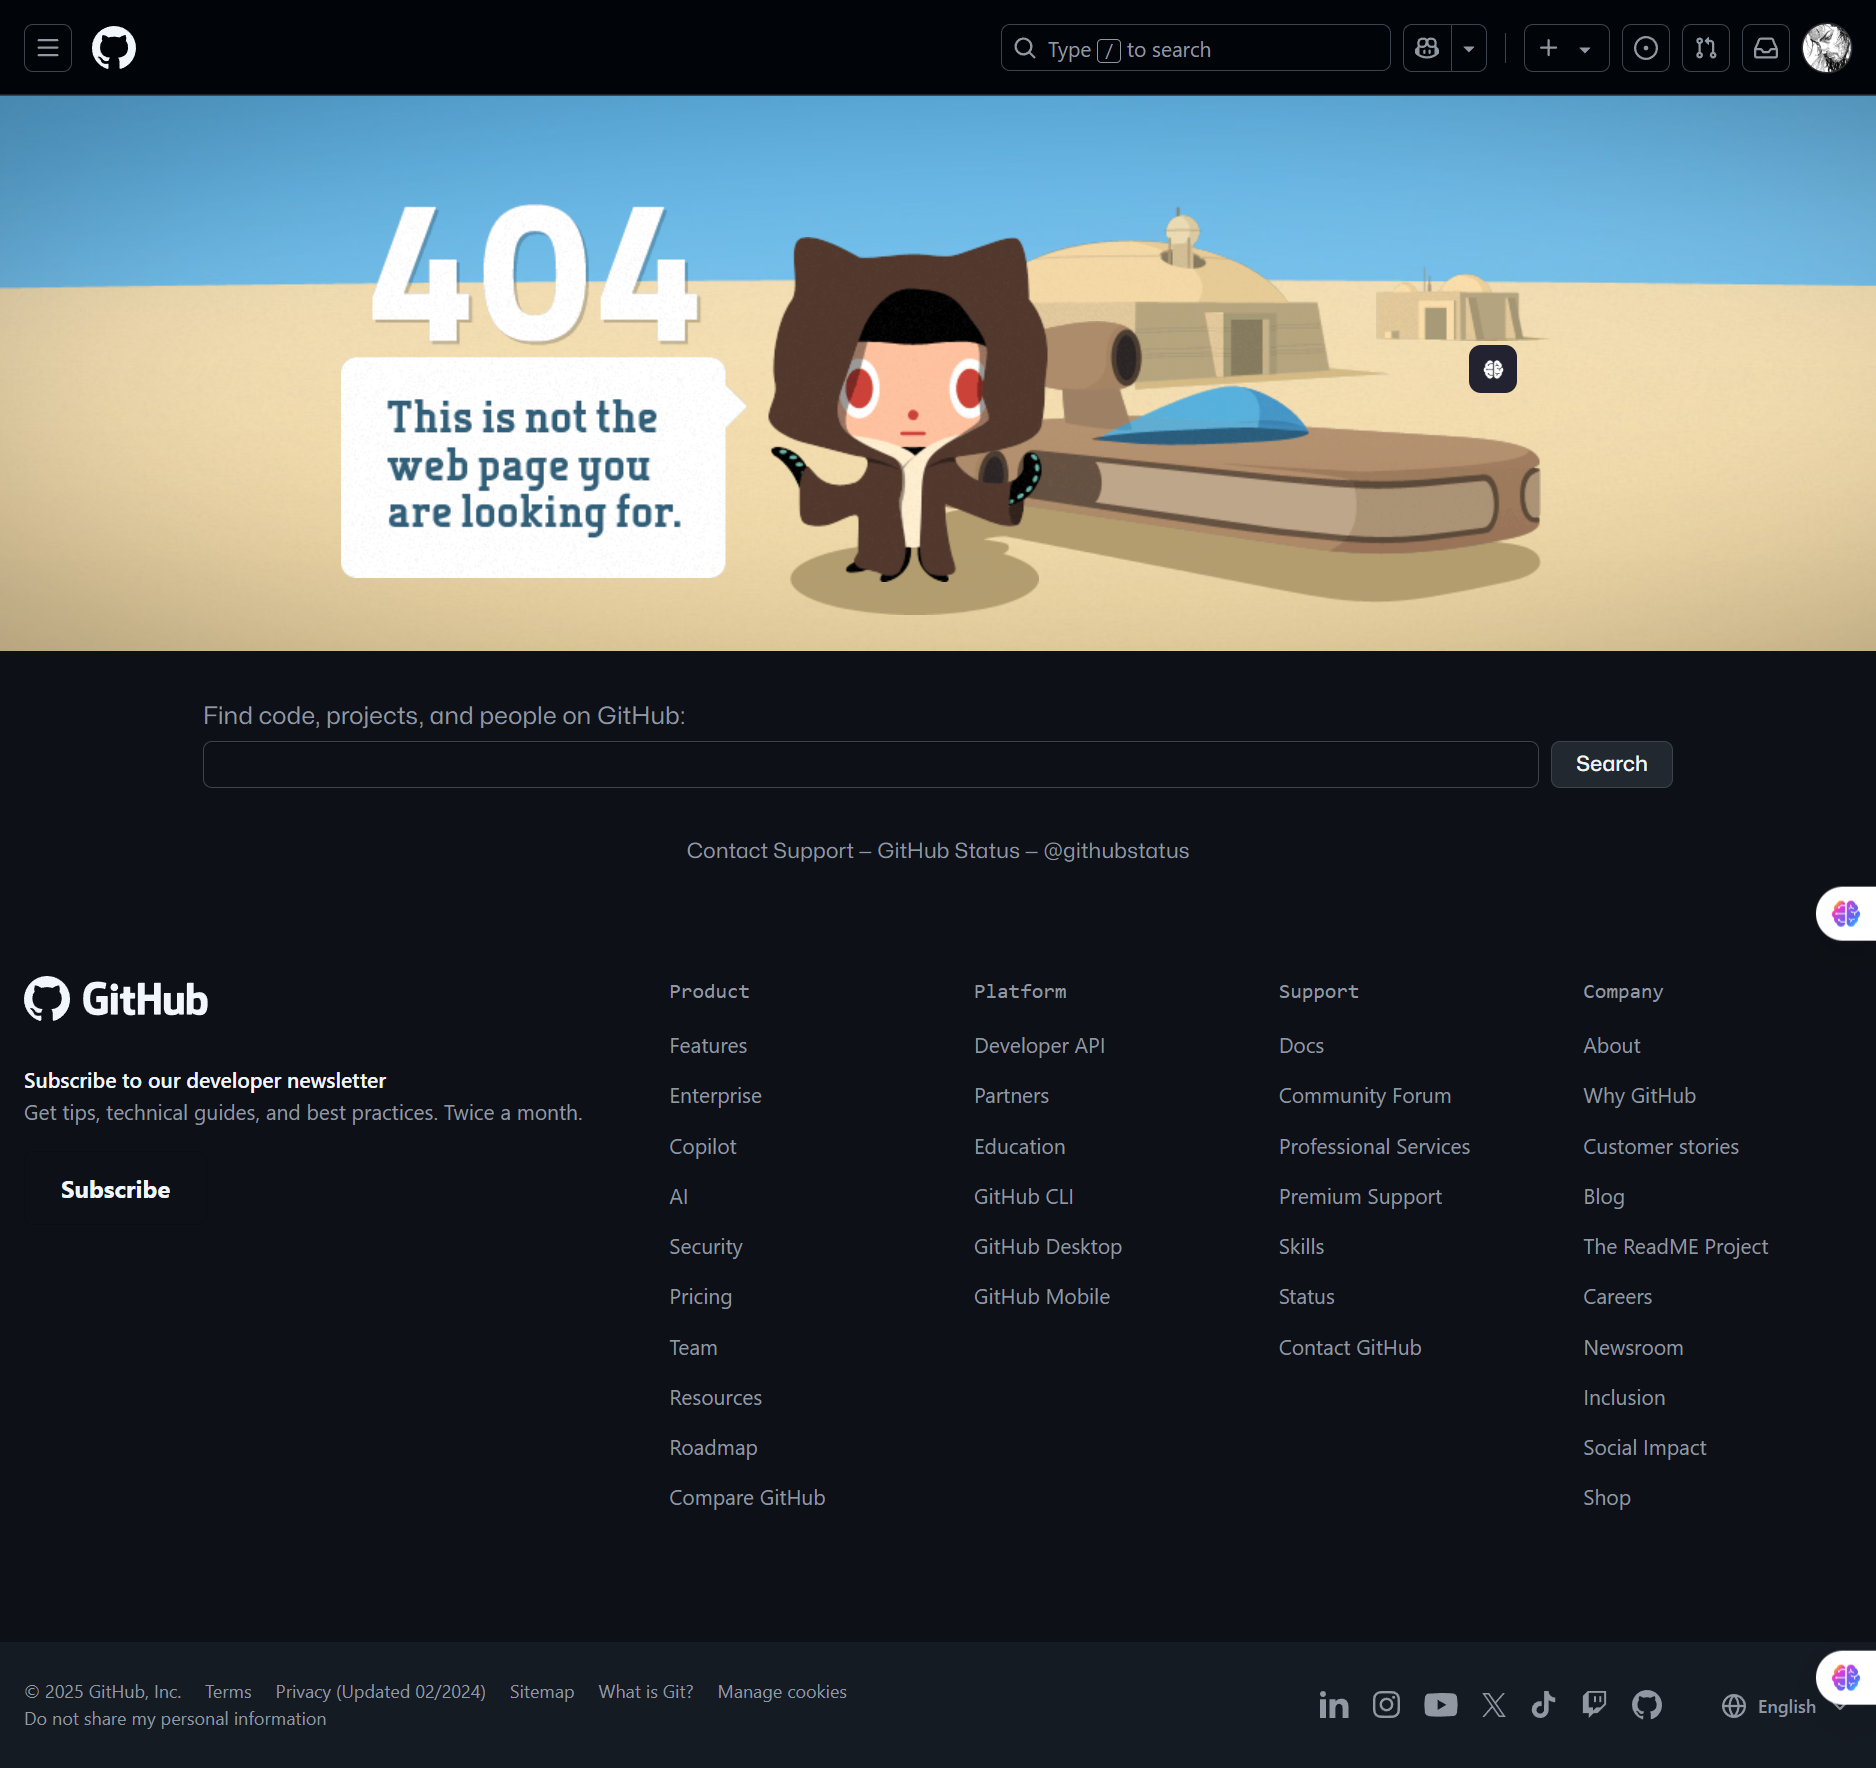 Type / to search
404
This is not the
web page you
are looking for.
Find code, projects, and people on GitHub:
Search
Contact Support — GitHub Status — @githubstatus
GitHub
Subscribe to our developer newsletter
Get tips, technical guides, and best practices. Twice a month.
Subscribe
Product
Features
Enterprise
Copilot
AI
Security
Pricing
Team
Resources
Roadmap
Compare GitHub
Platform
Developer API
Partners
Education
GitHub CLI
GitHub Desktop
GitHub Mobile
Support
Docs
Community Forum
Professional Services
Premium Support
Skills
Status
Contact GitHub
Company
About
Why GitHub
Customer stories
Blog
The ReadME Project
Careers
Newsroom
Inclusion
Social Impact
Shop
© 2025 GitHub, Inc. Terms Privacy (Updated 02/2024) Sitemap What is Git? Manage cookies
Do not share my personal information
English